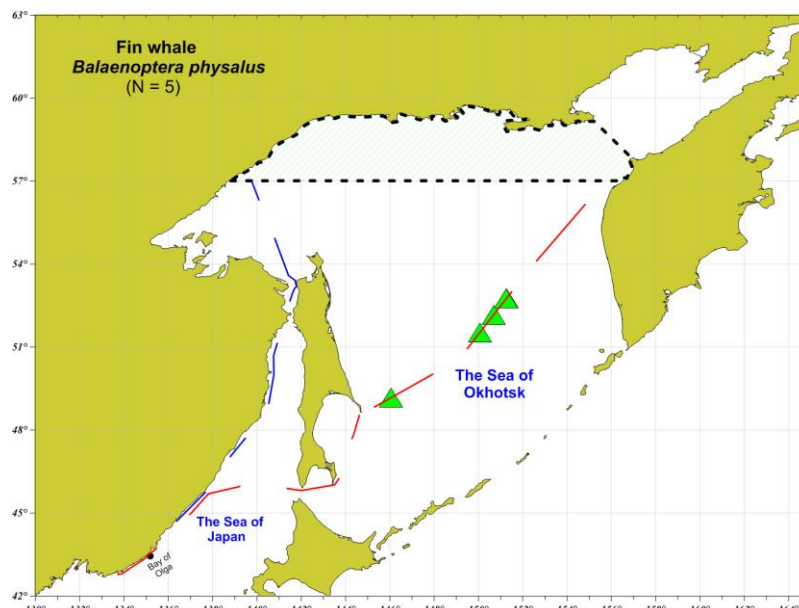 63°
Fin whale
Balaenoptera physalus
(N = 5)
60°
57°
54°
51°
The Sea of
Okhotsk
48°
45°
The Sea of
Japan
Bay of
Olga
42°